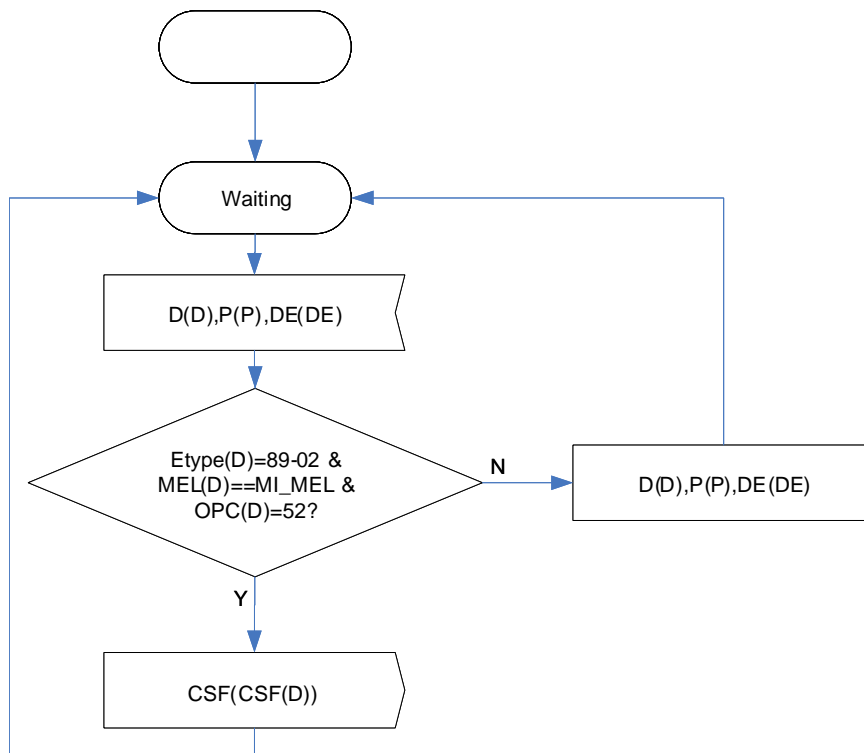 Waiting
D(D),P(P),DE(DE)
Etype(D)=89-02 &
MEL(D)==MI_MEL &
OPC(D)=52?
N
D(D),P(P),DE(DE)
Y
CSF(CSF(D))